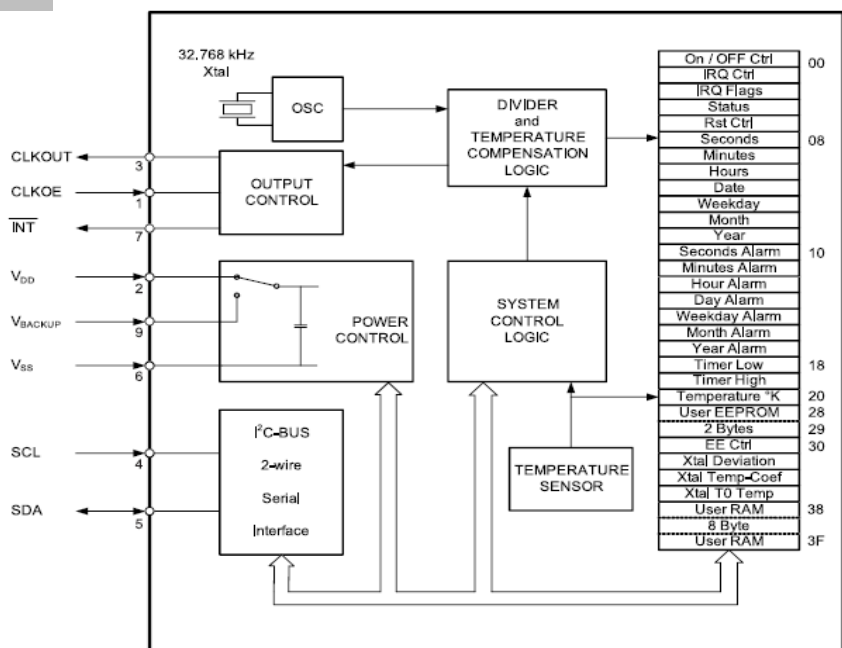 32.768 kHz
Xtal
OSC
DIVIDER
and
TEMPERATURE
COMPENSATION
LOGIC
CLKOUT
3
CLKOE
1
INT
7
OUTPUT
CONTROL
VDD
2
VBACKUP
9
VSS
6
POWER
CONTROL
SYSTEM
CONTROL
LOGIC
SCL
4
SDA
5
I²C-BUS
2-wire
Serial
Interface
TEMPERATURE
SENSOR
On / OFF Ctrl 00
IRQ Ctrl
IRQ Flags
Status
Rst Ctrl
Seconds 08
Minutes
Hours
Date
Weekday
Month
Year
Seconds Alarm 10
Minutes Alarm
Hour Alarm
Day Alarm
Weekday Alarm
Month Alarm
Year Alarm
Timer Low 18
Timer High
Temperature °K 20
User EEPROM 28
2 Bytes 29
EE Ctrl 30
Xtal Deviation
Xtal Temp-Coef
Xtal T0 Temp
User RAM 38
8 Byte
User RAM 3F